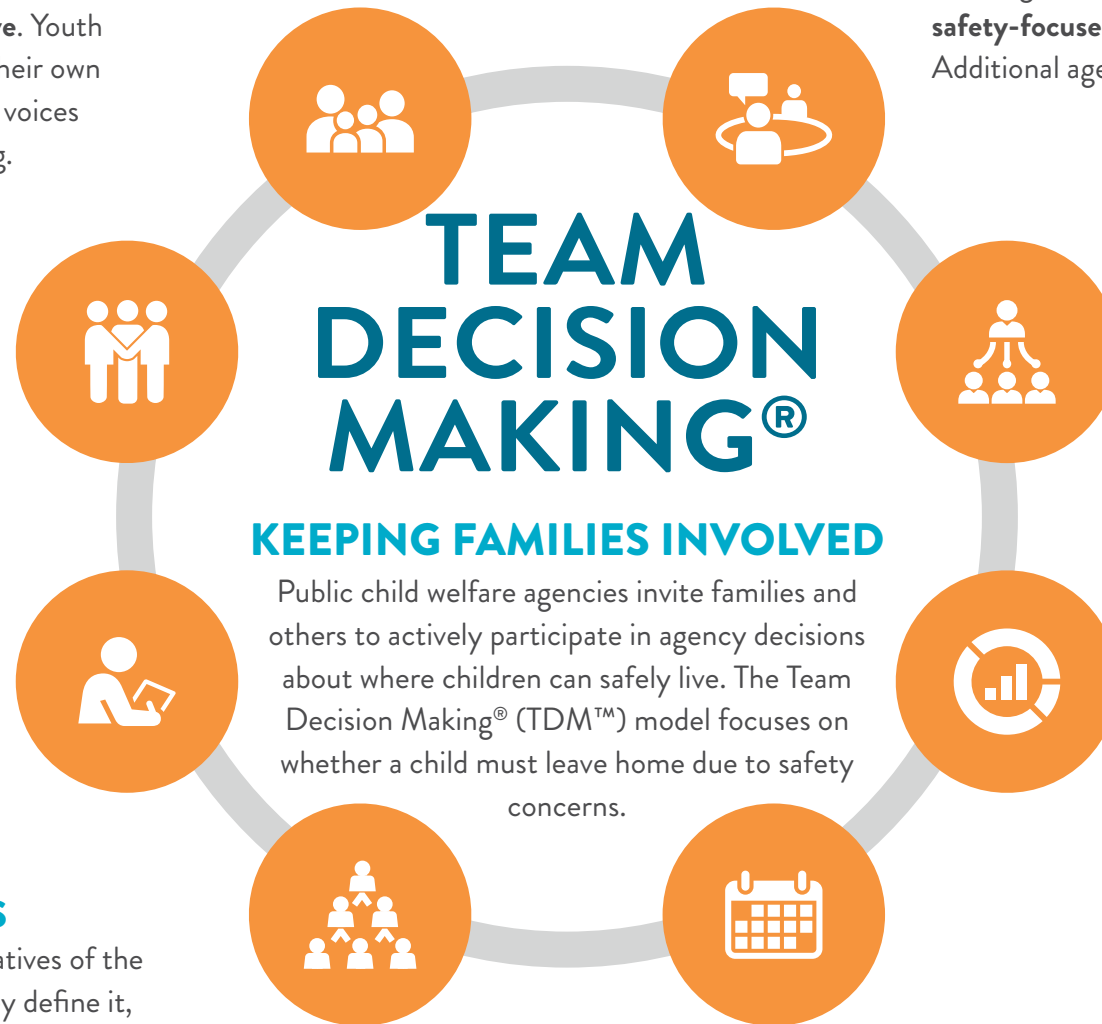 . Youth
heir own
voices
g.
safety-focuse
Additional age
TEAM
DECISION
MAKING®
KEEPING FAMILIES INVOLVED
Public child welfare agencies invite families and
others to actively participate in agency decisions
about where children can safely live. The Team
Decision Making® (TDM™) model focuses on
whether a child must leave home due to safety
concerns.
S
atives of the
y define it,